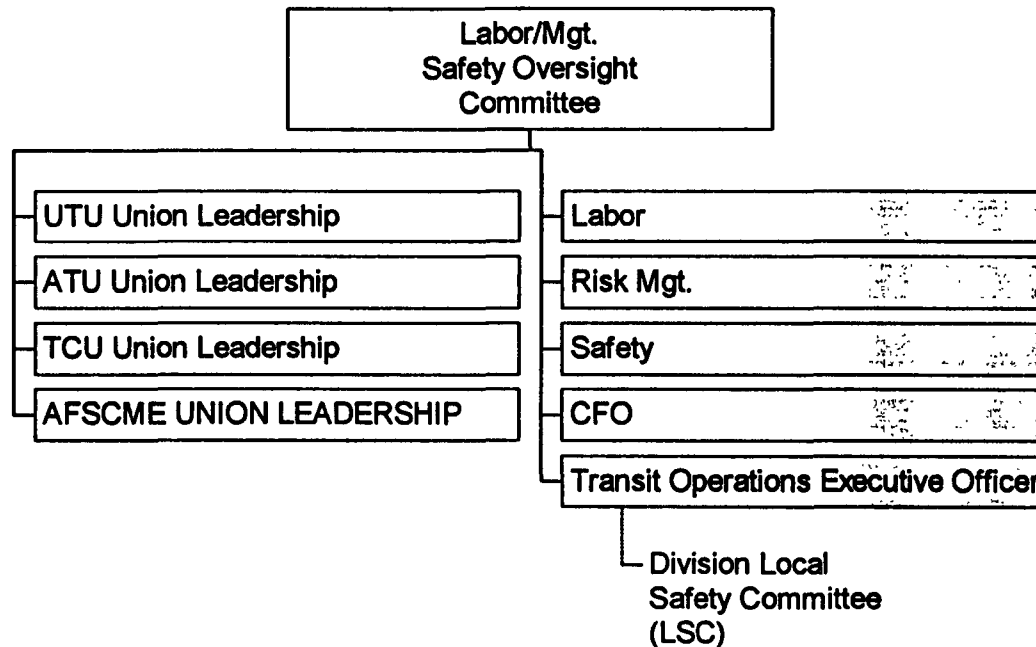 Labor/Mgt.
Safety Oversight
Committee
UTU Union Leadership
ATU Union Leadership
TCU Union Leadership
AFSCME UNION LEADERSHIP
Labor
Risk Mgt.
Safety
CFO
Transit Operations Executive Officer
Division Local
Safety Committee
(LSC)